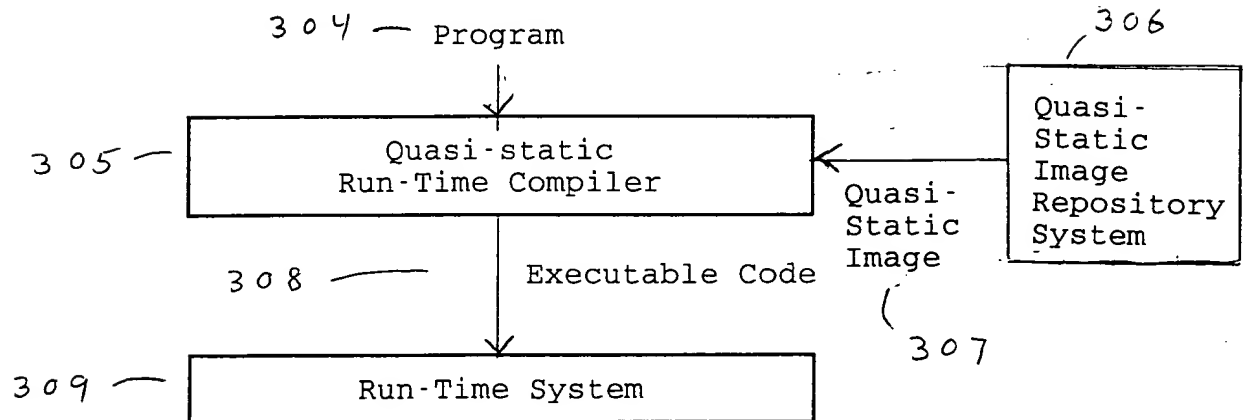 304
Program
306
305
Quasi-static
Run-Time Compiler
Quasi-
Static
Image
Repository
System
Quasi-
Static
Image
307
308
Executable Code
309
Run-Time System